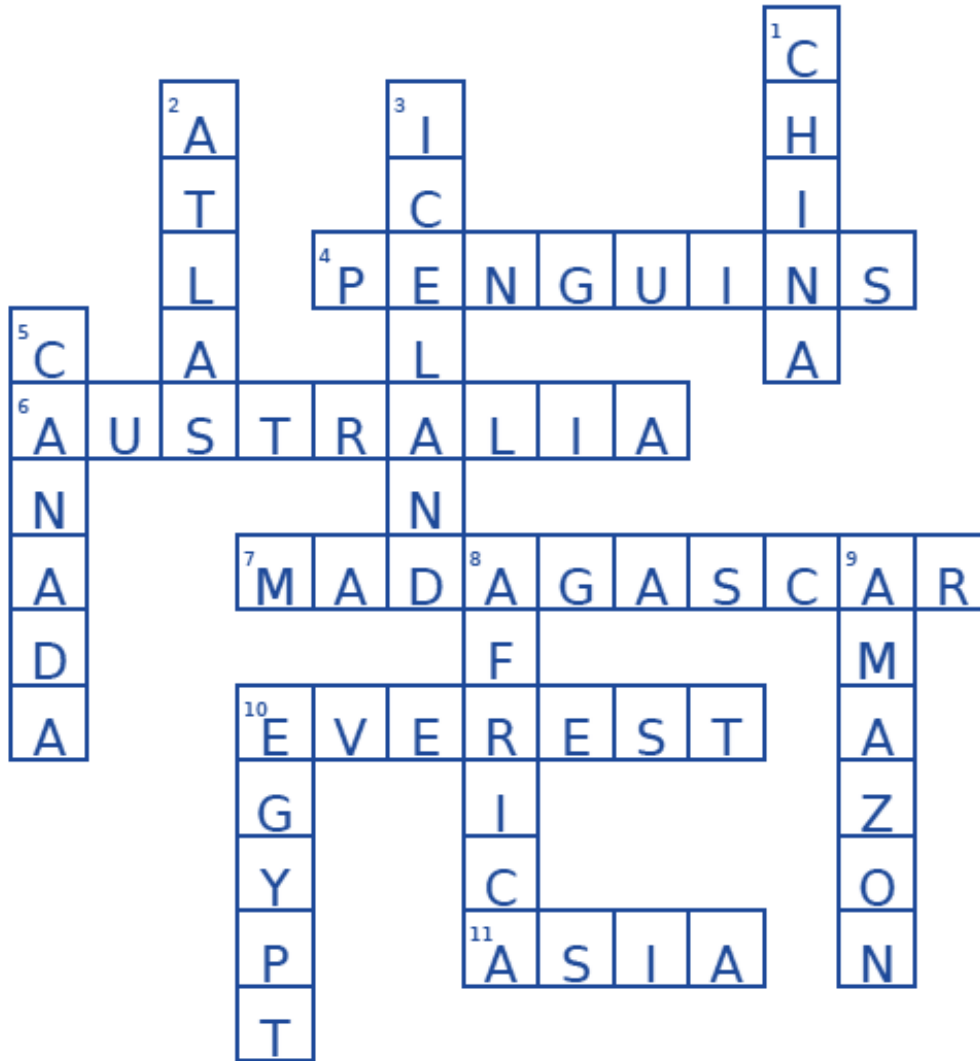 1 C
2 A 3 I H
T C I
L 4 P E N G U I N S
5 C A L A
6 A U S T R A L I A
N N
A 7 M A D 8 A G A S C 9 A R
D F M
A 10 E V E R E S T A
G I Z
Y C O
P 11 A S I A N
T